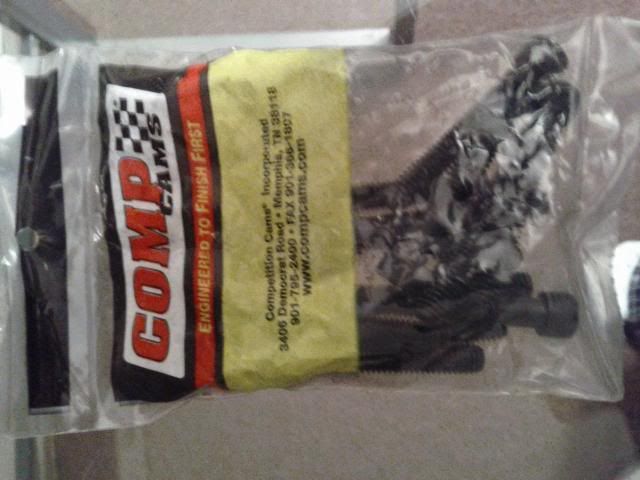 COMP
CAMS
ENGINEERED TO FINISH FIRST
Competition Cams® Incorporated
3406 Democrat Road • Memphis, TN 38118
901-795-2400 • FAX 901-366-1807
www.compcams.com